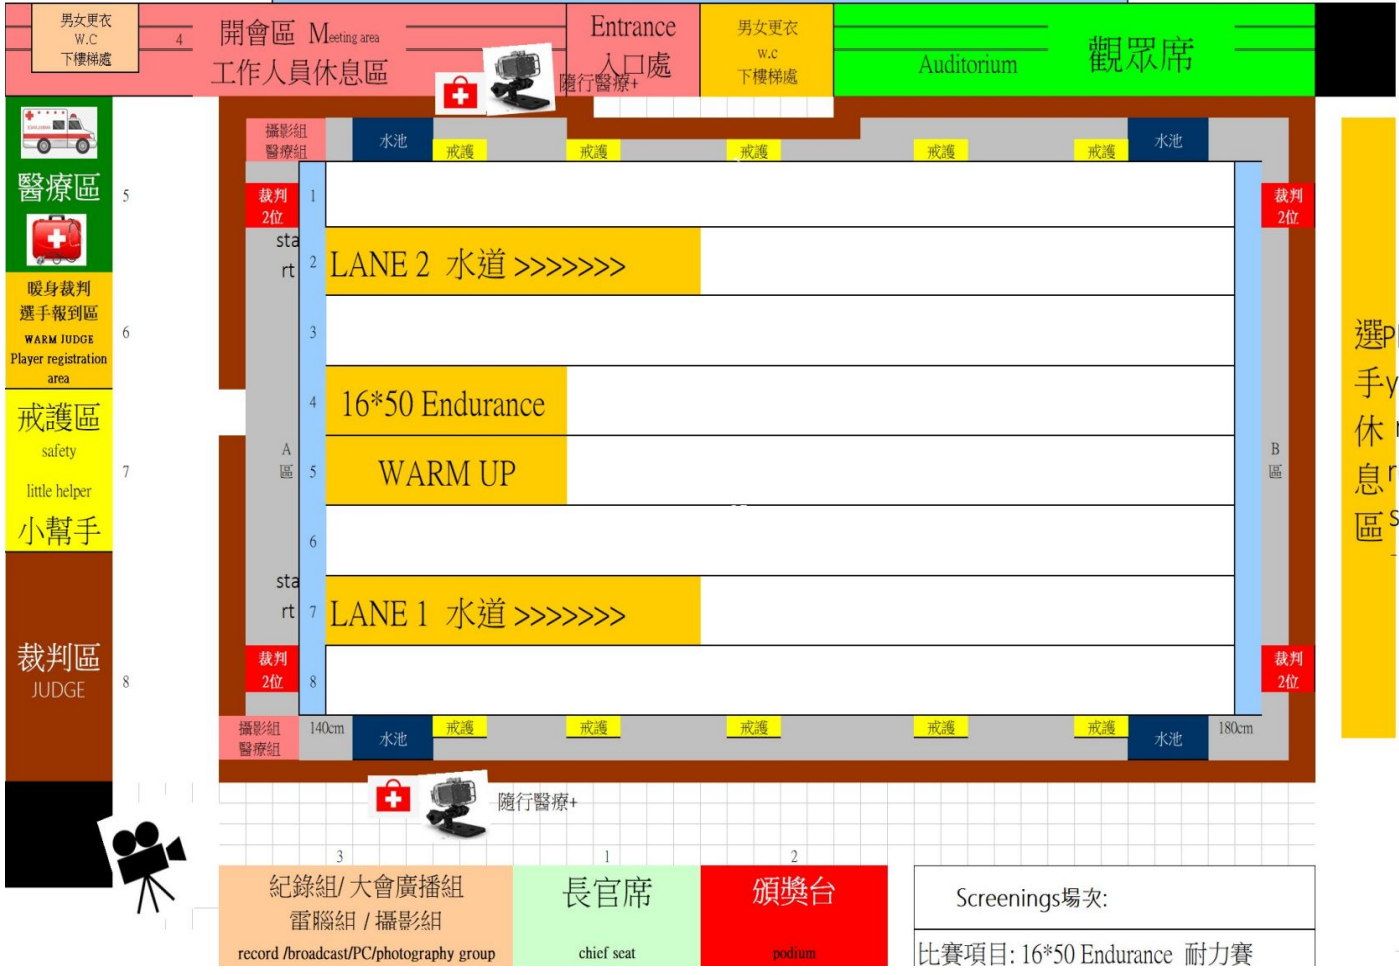 男女更衣
W.C
下樓梯處
4
開會區 Meeting area
工作人員休息區
Entrance
入口處
隨行醫療+
男女更衣
w.c
下樓梯處
Auditorium
觀眾席
醫療區
5
暖身裁判
選手報到區
WARM JUDGE
Player registration
area
6
戒護區
safety
little helper
小幫手
7
裁判區
JUDGE
8
攝影組
醫療組
水池
戒護
戒護
戒護
戒護
戒護
水池
裁判
2位
1
裁判
2位
sta
rt
2
LANE 2 水道 >>>>>>>
3
4
16*50 Endurance
A
區
5
WARM UP
B
區
6
sta
rt
7
LANE 1 水道 >>>>>>>
裁判
2位
8
裁判
2位
攝影組
醫療組
140cm
水池
戒護
戒護
戒護
戒護
戒護
水池
180cm
選手休息區
隨行醫療+
3
1
2
紀錄組/ 大會廣播組
電腦組 / 攝影組
record /broadcast/PC/photography group
長官席
chief seat
頒獎台
podium
Screenings場次:
比賽項目: 16*50 Endurance 耐力賽